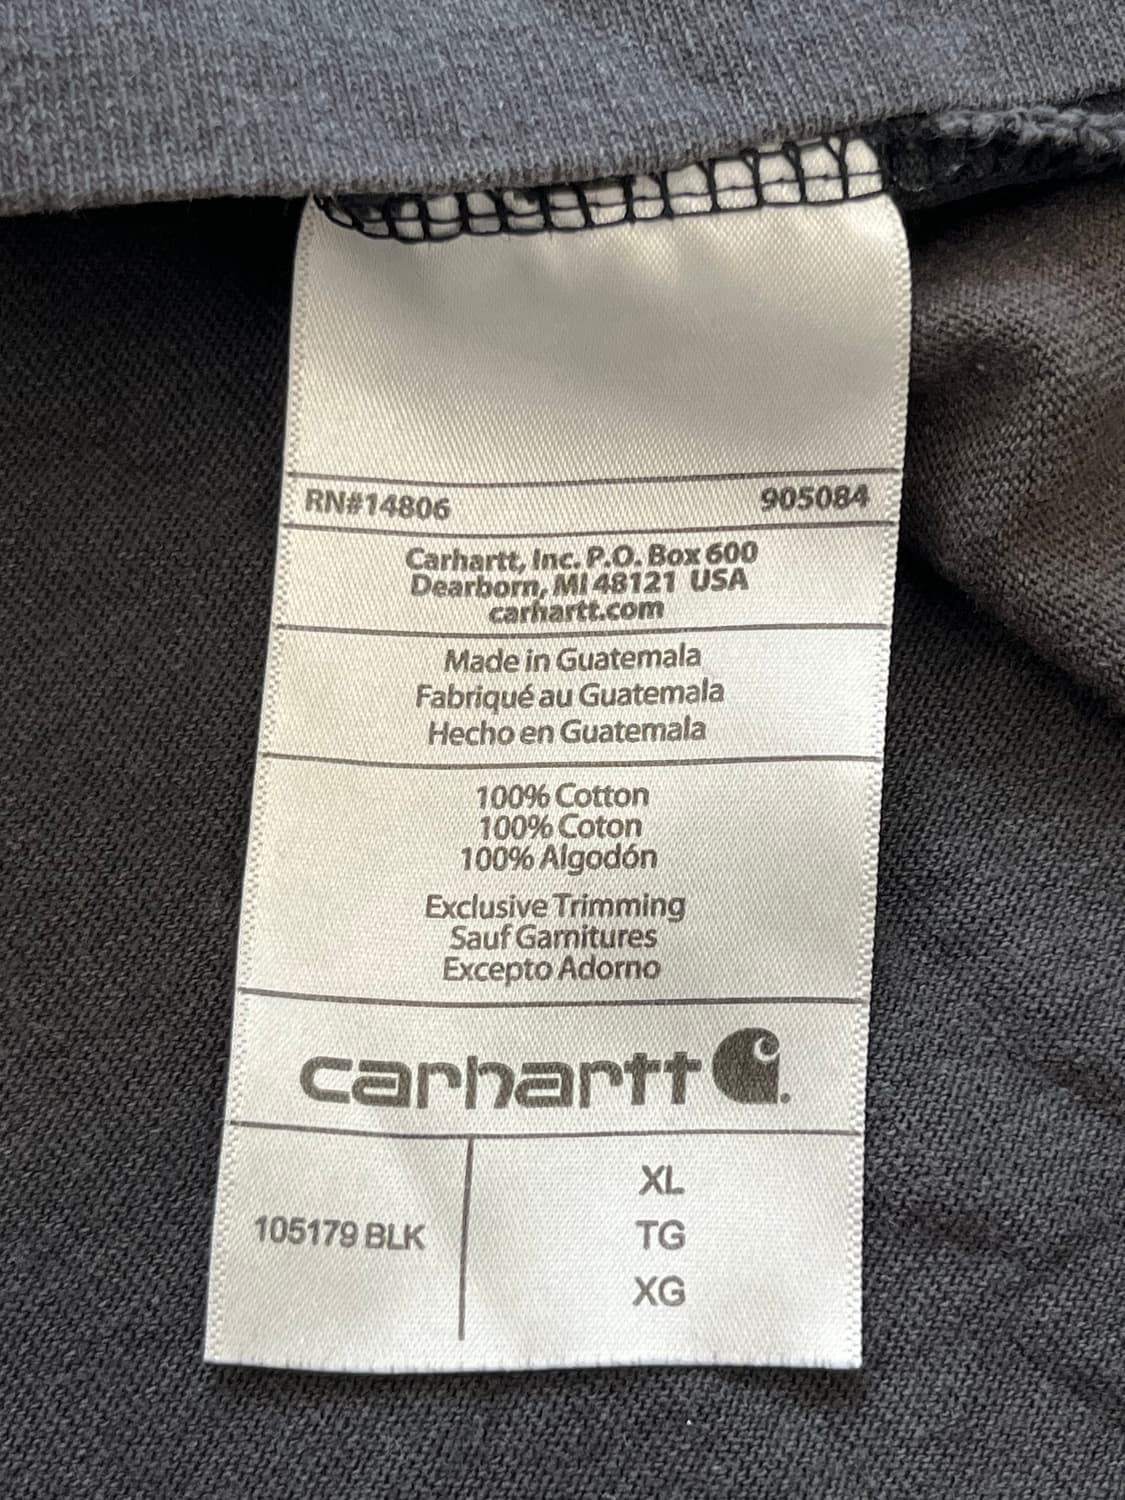 RN#14806 905084
Carhartt, Inc. P.O. Box 600
Dearborn, MI 48121 USA
carhartt.com
Made in Guatemala
Fabriqué au Guatemala
Hecho en Guatemala
100% Cotton
100% Coton
100% Algodón
Exclusive Trimming
Sauf Garnitures
Excepto Adorno
carhartt
105179 BLK
XL
TG
XG